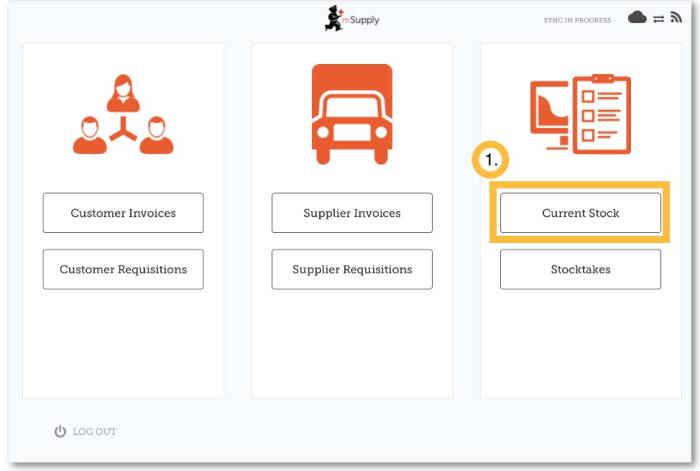 mSupply
SYNC IN PROGRESS
1.
Customer Invoices
Supplier Invoices
Current Stock
Customer Requisitions
Supplier Requisitions
Stocktakes
LOG OUT